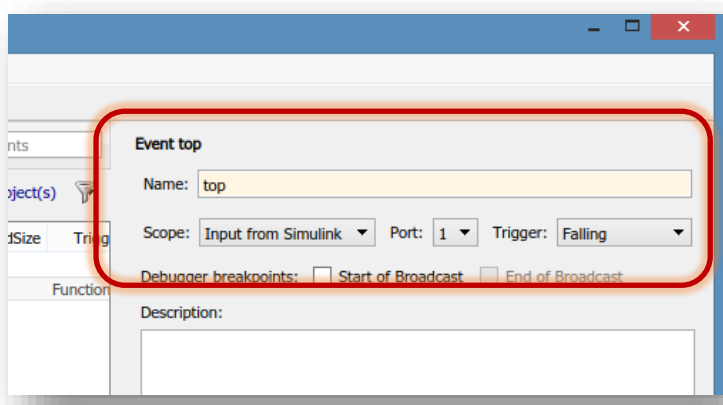 Event top
Name: top
Scope: Input from Simulink Port: 1 Trigger: Falling
Debugger breakpoints: Start of Broadcast End of Broadcast
Description:
nts
oject(s)
dSize Trigg
Function